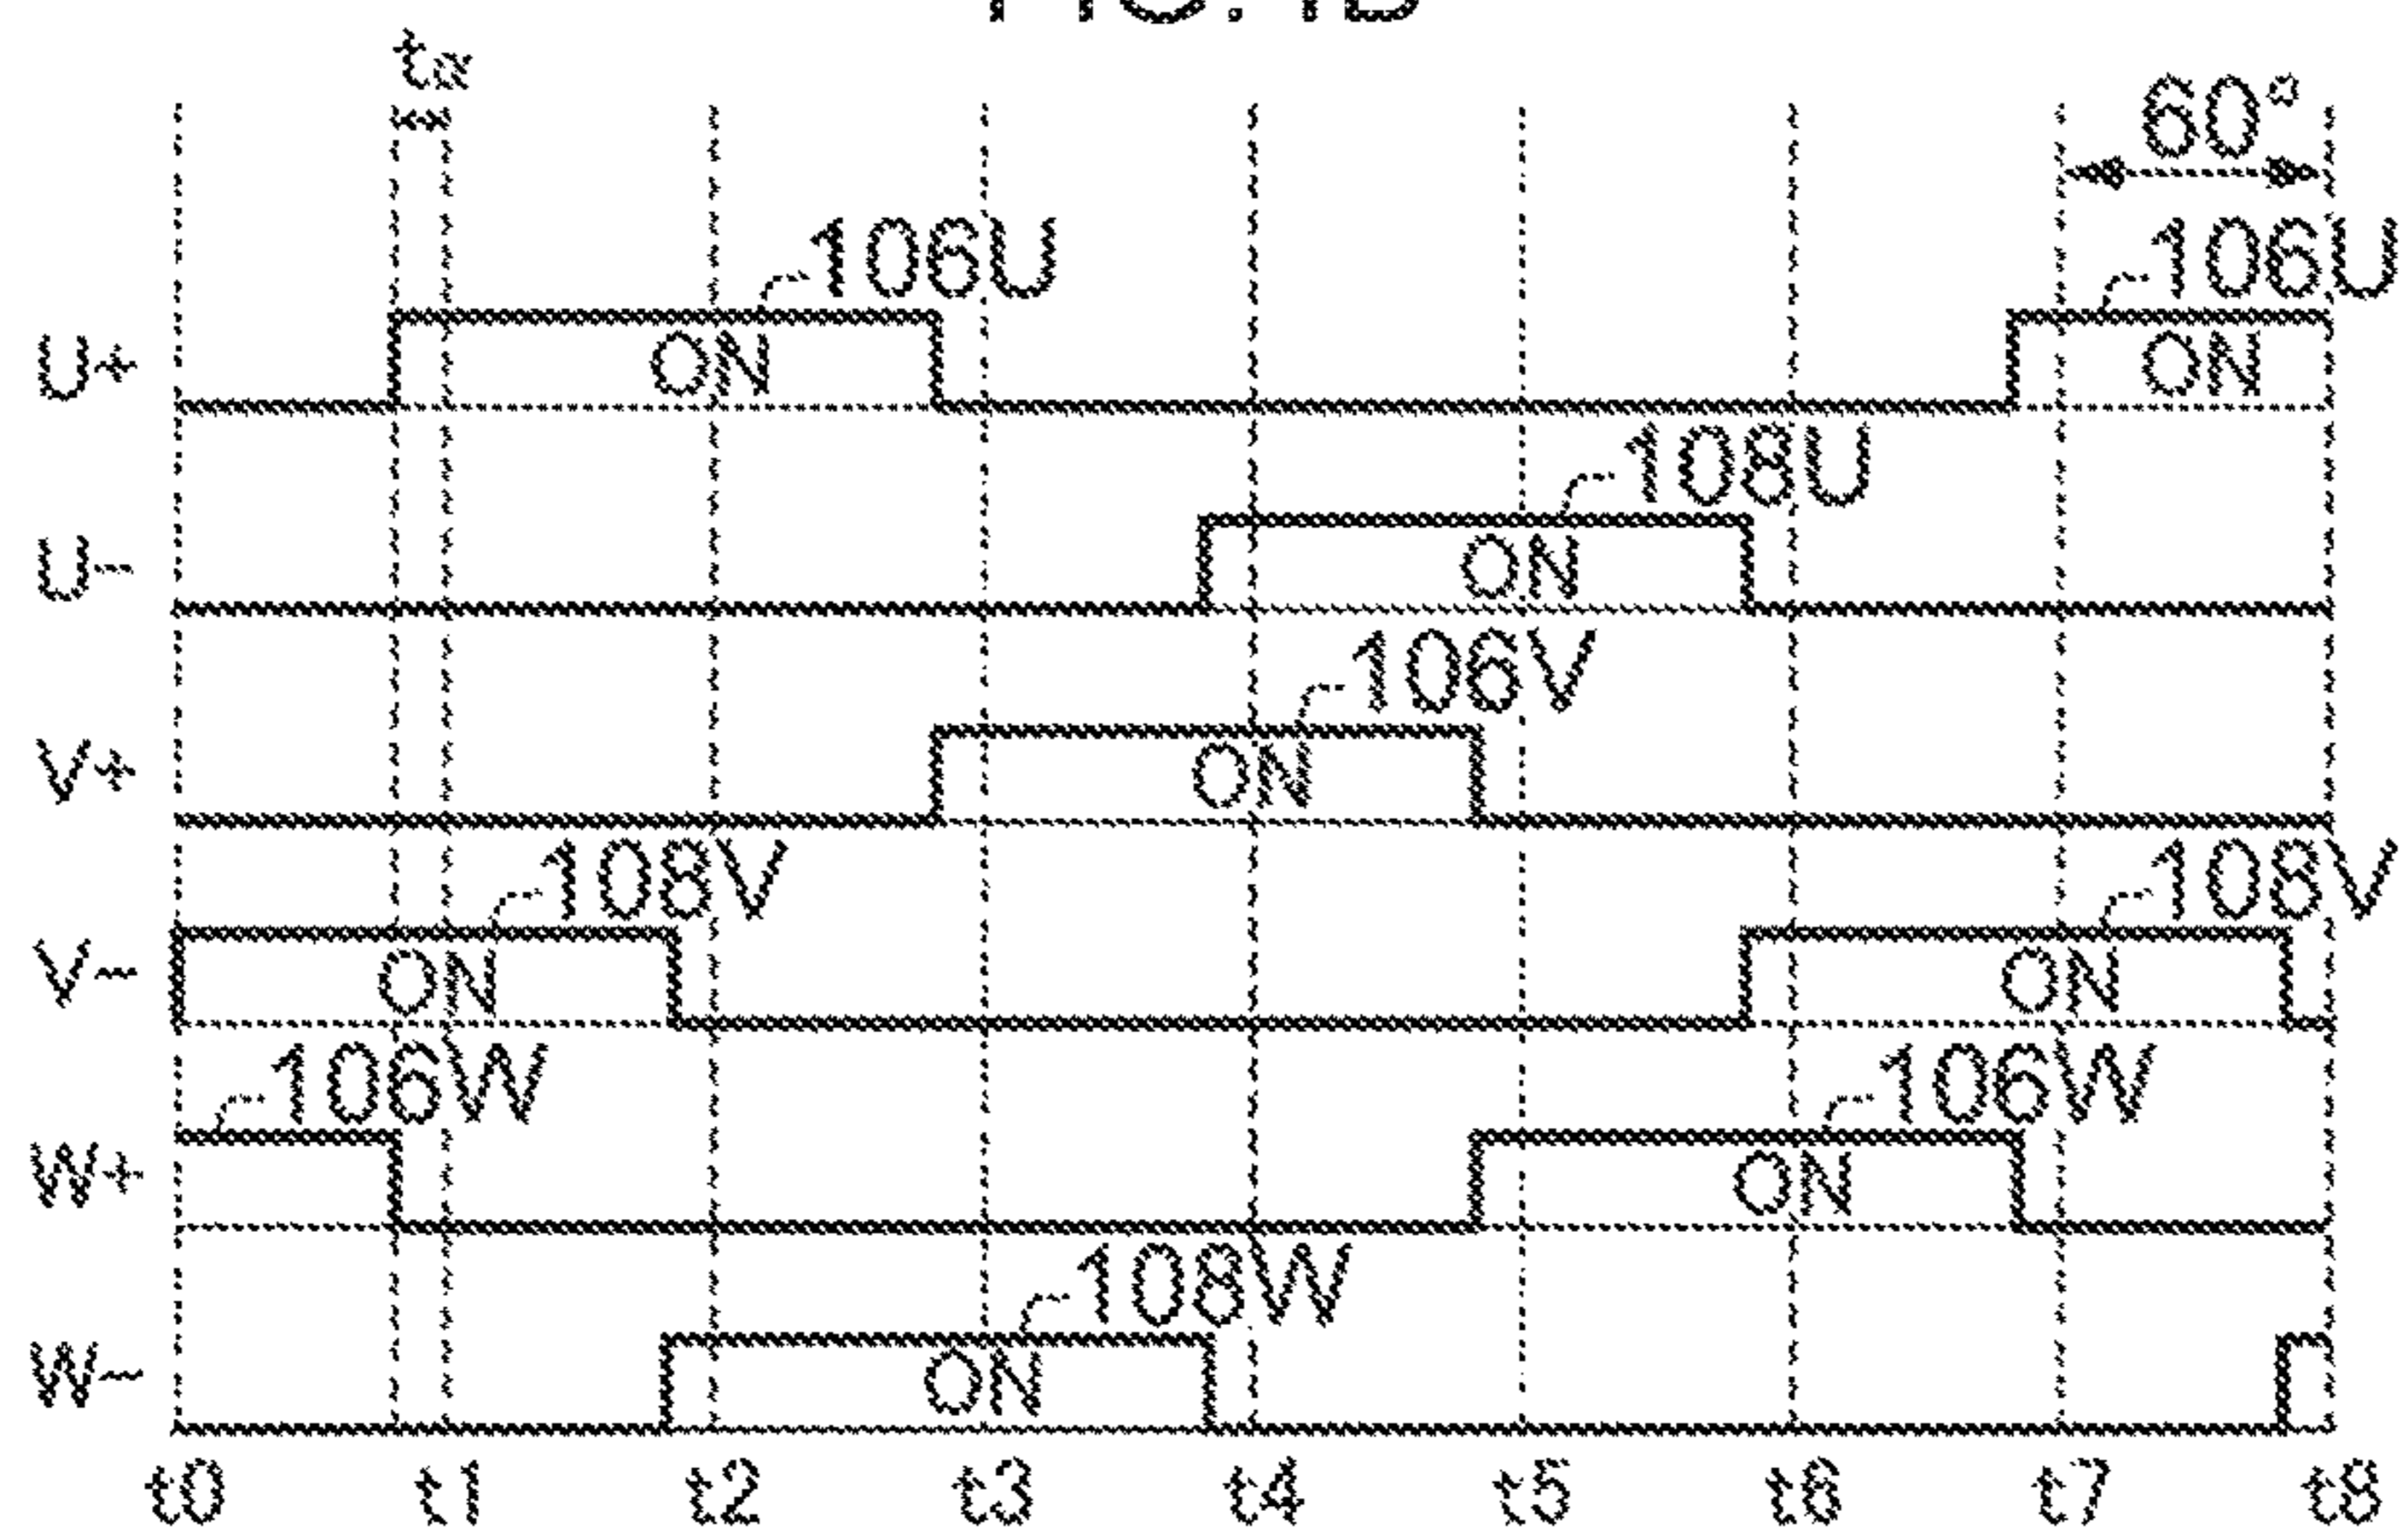 tα
60°
106U
106U
U+
ON
ON
108U
U-
ON
106V
V+
ON
108V
108V
V-
ON
ON
106W
106W
W+
ON
108W
W-
ON
t0 t1 t2 t3 t4 t5 t6 t7 t8